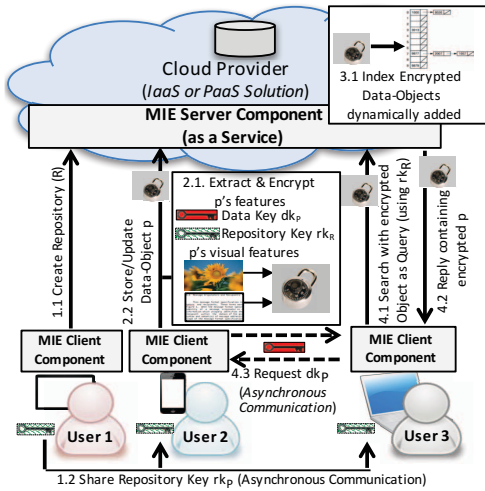 Cloud Provider
(IaaS or PaaS Solution)
3.1 Index Encrypted
Data-Objects
dynamically added
MIE Server Component
(as a Service)
1.1 Create Repository (R)
2.2 Store/Update
Data-Object p
2.1. Extract & Encrypt
p's features
Data Key dkP
Repository Key rkR
p's visual features
4.1 Search with encrypted
Object as Query (using rkR)
4.2 Reply containing
encrypted p
MIE Client
Component
MIE Client
Component
MIE Client
Component
4.3 Request dkP
(Asynchronous
Communication)
User 1
User 2
User 3
1.2 Share Repository Key rkP (Asynchronous Communication)